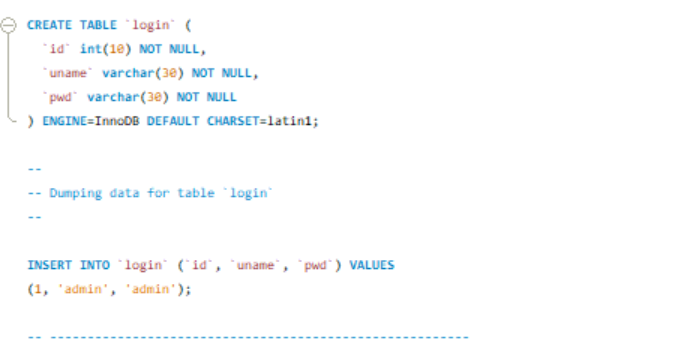 CREATE TABLE `login` (
`id` int(10) NOT NULL,
`uname` varchar(30) NOT NULL,
`pwd` varchar(30) NOT NULL
) ENGINE=InnoDB DEFAULT CHARSET=latin1;
--
-- Dumping data for table `login`
--
INSERT INTO `login` (`id`, `uname`, `pwd`) VALUES
(1, 'admin', 'admin');
-- --------------------------------------------------------